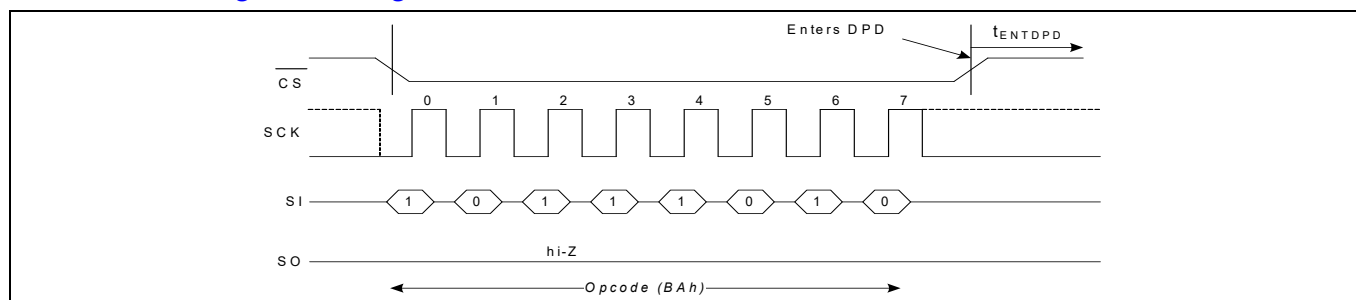 Enters DPD
tENTDPD
CS
0 1 2 3 4 5 6 7
SCK
SI 1 0 1 1 1 0 1 0
hi-Z
SO
Opcode (BAh)